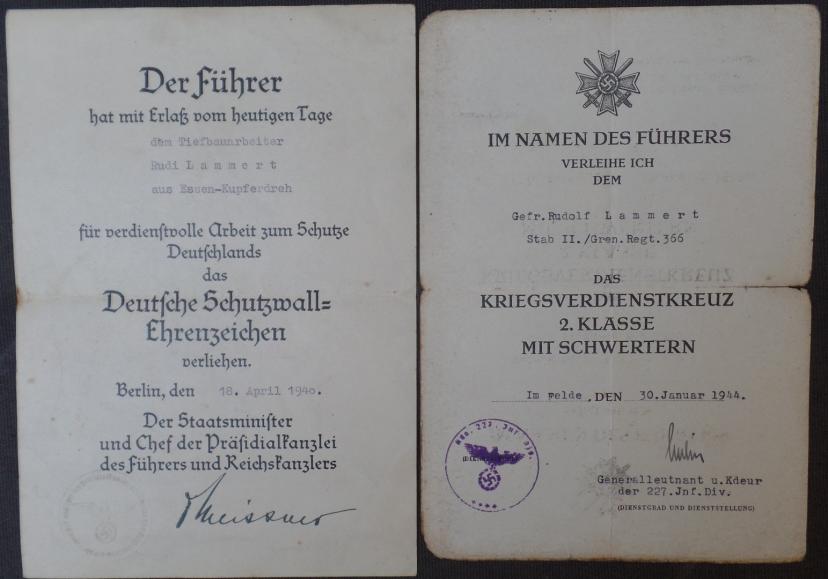 Der Führer
hat mit Erlaß vom heutigen Tage
dem Tiefbauarbeiter
Rudi L a m m e r t
aus Essen-Kupferdreh
für verdienstvolle Arbeit zum Schutze
Deutschlands
das
Deutsche Schutzwall=
Ehrenzeichen
verliehen.
Berlin, den 18. April 1940.
Der Staatsminister
und Chef der Präsidialkanzlei
des Führers und Reichskanzlers
Meissner
IM NAMEN DES FÜHRERS
VERLEIHE ICH
DEM
Gefr.Rudolf L a m m e r t
Stab II./Gren.Regt.366
DAS
KRIEGSVERDIENSTKREUZ
2. KLASSE
MIT SCHWERTERN
Im Felde, DEN 30.Januar 1944.
Generalleutnant u.Kdeur
der 227.Jnf.Div.
(DIENSTGRAD UND DIENSTSTELLUNG)